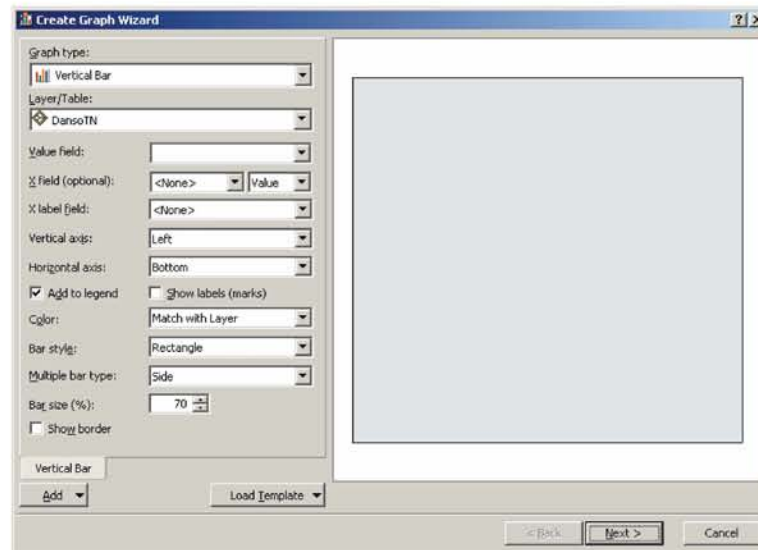 Create Graph Wizard
Graph type:
Vertical Bar
Layer/Table:
DansoTN
Value field:
X field (optional): <None> Value
X label field: <None>
Vertical axis: Left
Horizontal axis: Bottom
Add to legend Show labels (marks)
Color: Match with Layer
Bar style: Rectangle
Multiple bar type: Side
Bar size (%): 70
Show border
Vertical Bar
Add Load Template
< Back Next > Cancel